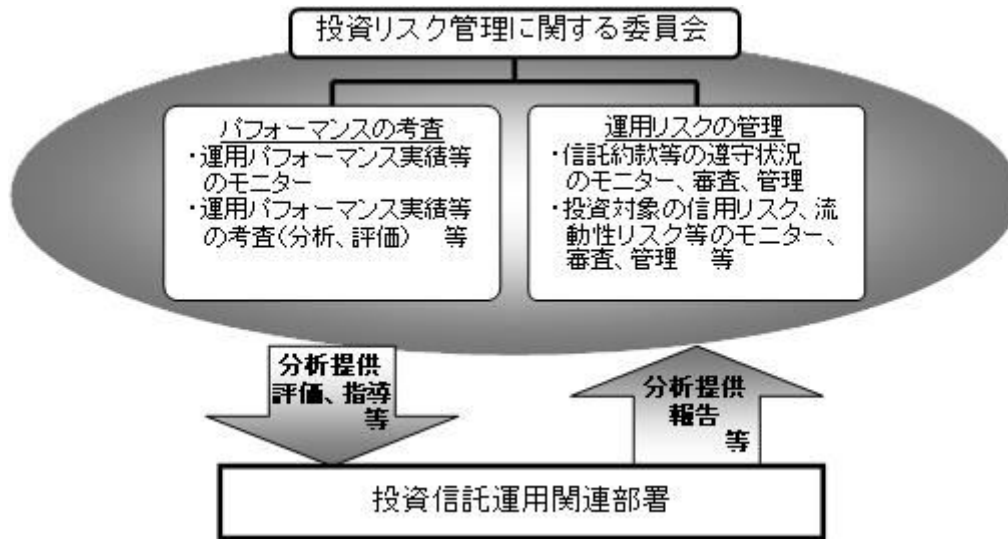 投資リスク管理に関する委員会
パフォーマンスの考査
・運用パフォーマンス実績等
のモニター
・運用パフォーマンス実績等
の考査(分析、評価)　等
運用リスクの管理
・信託約款等の遵守状況
のモニター、審査、管理
・投資対象の信用リスク、流
動性リスク等のモニター、
審査、管理　等
分析提供
評価、指導
等
分析提供
報告
等
投資信託運用関連部署